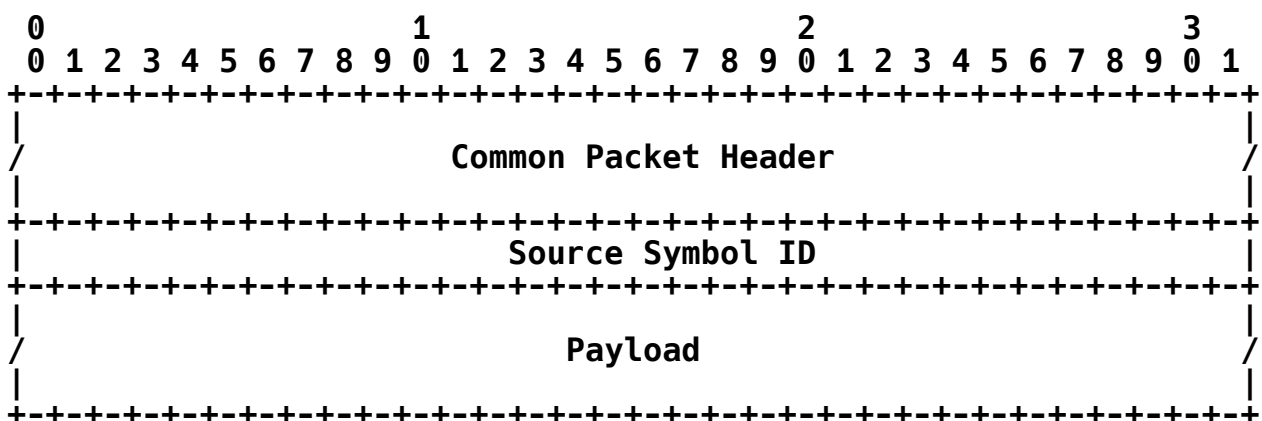 0                   1                   2                   3
 0 1 2 3 4 5 6 7 8 9 0 1 2 3 4 5 6 7 8 9 0 1 2 3 4 5 6 7 8 9 0 1
+-+-+-+-+-+-+-+-+-+-+-+-+-+-+-+-+-+-+-+-+-+-+-+-+-+-+-+-+-+-+-+-+
|                                                               |
/                      Common Packet Header                     /
|                                                               |
+-+-+-+-+-+-+-+-+-+-+-+-+-+-+-+-+-+-+-+-+-+-+-+-+-+-+-+-+-+-+-+-+
|                         Source Symbol ID                      |
+-+-+-+-+-+-+-+-+-+-+-+-+-+-+-+-+-+-+-+-+-+-+-+-+-+-+-+-+-+-+-+-+
|                                                               |
/                            Payload                            /
|                                                               |
+-+-+-+-+-+-+-+-+-+-+-+-+-+-+-+-+-+-+-+-+-+-+-+-+-+-+-+-+-+-+-+-+